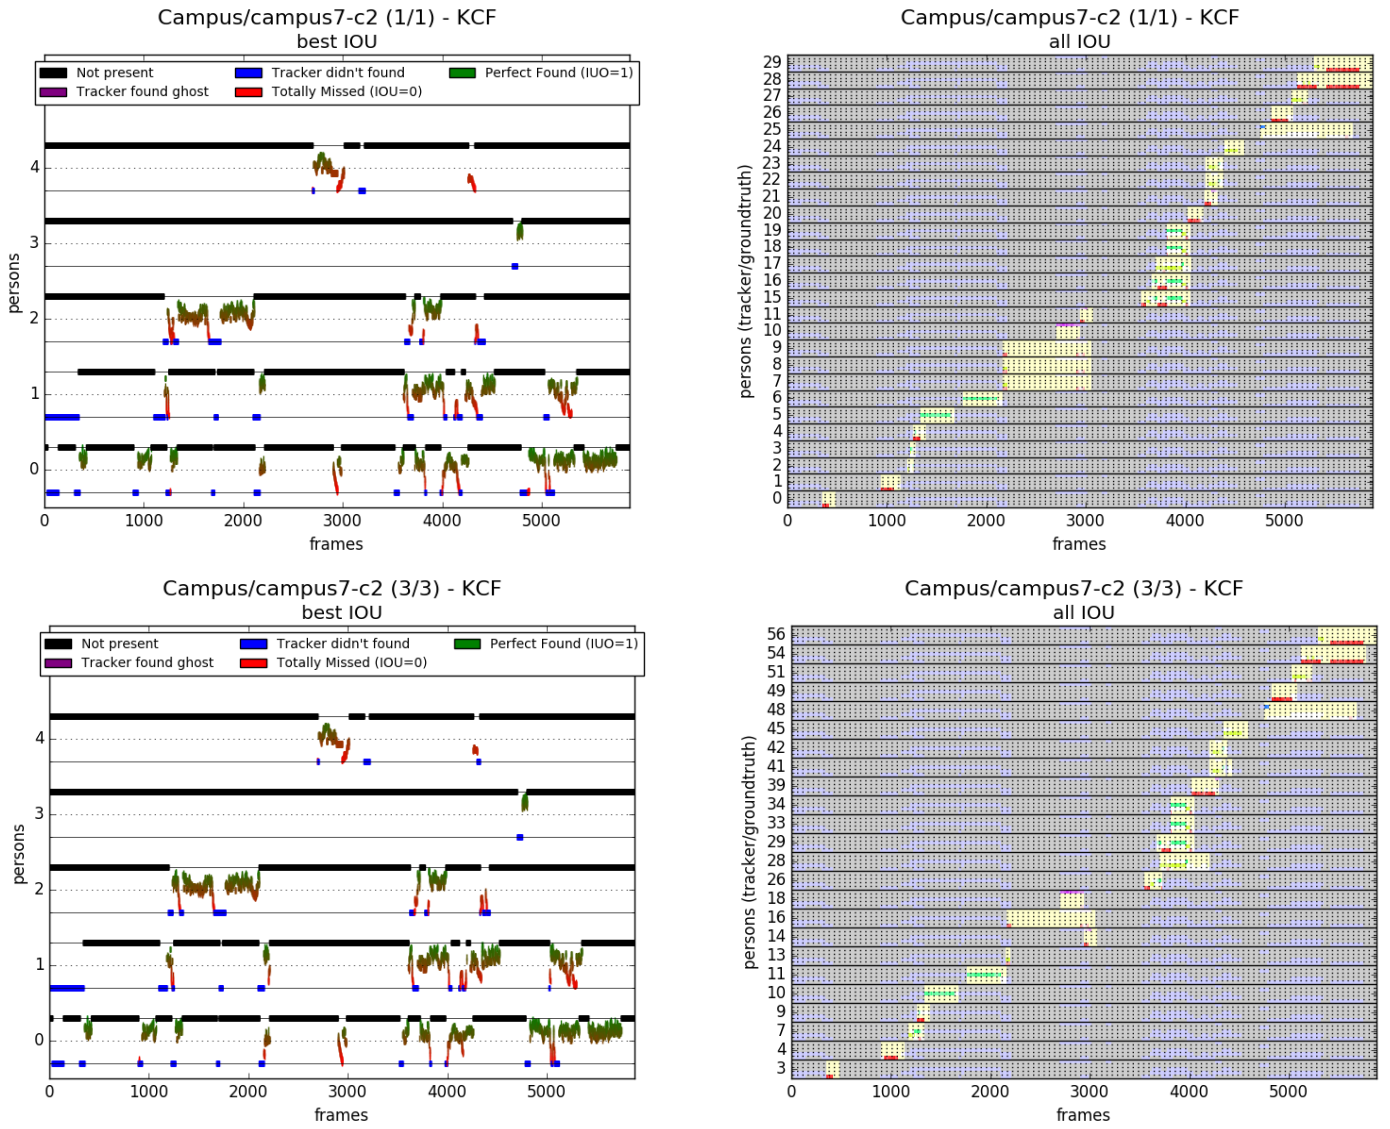 Campus/campus7-c2 (1/1) - KCF
best IOU
Not present
Tracker didn't found
Perfect Found (IUO=1)
Tracker found ghost
Totally Missed (IOU=0)
4
3
2
1
0
persons
0 1000 2000 3000 4000 5000
frames
Campus/campus7-c2 (1/1) - KCF
all IOU
29
28
27
26
25
24
23
22
21
20
19
18
17
16
15
11
10
9
8
7
6
5
4
3
2
1
0
persons (tracker/groundtruth)
0 1000 2000 3000 4000 5000
frames
Campus/campus7-c2 (3/3) - KCF
best IOU
Not present
Tracker didn't found
Perfect Found (IUO=1)
Tracker found ghost
Totally Missed (IOU=0)
4
3
2
1
0
persons
0 1000 2000 3000 4000 5000
frames
Campus/campus7-c2 (3/3) - KCF
all IOU
56
54
51
49
48
45
42
41
39
34
33
29
28
26
18
16
14
13
11
10
9
7
4
3
persons (tracker/groundtruth)
0 1000 2000 3000 4000 5000
frames